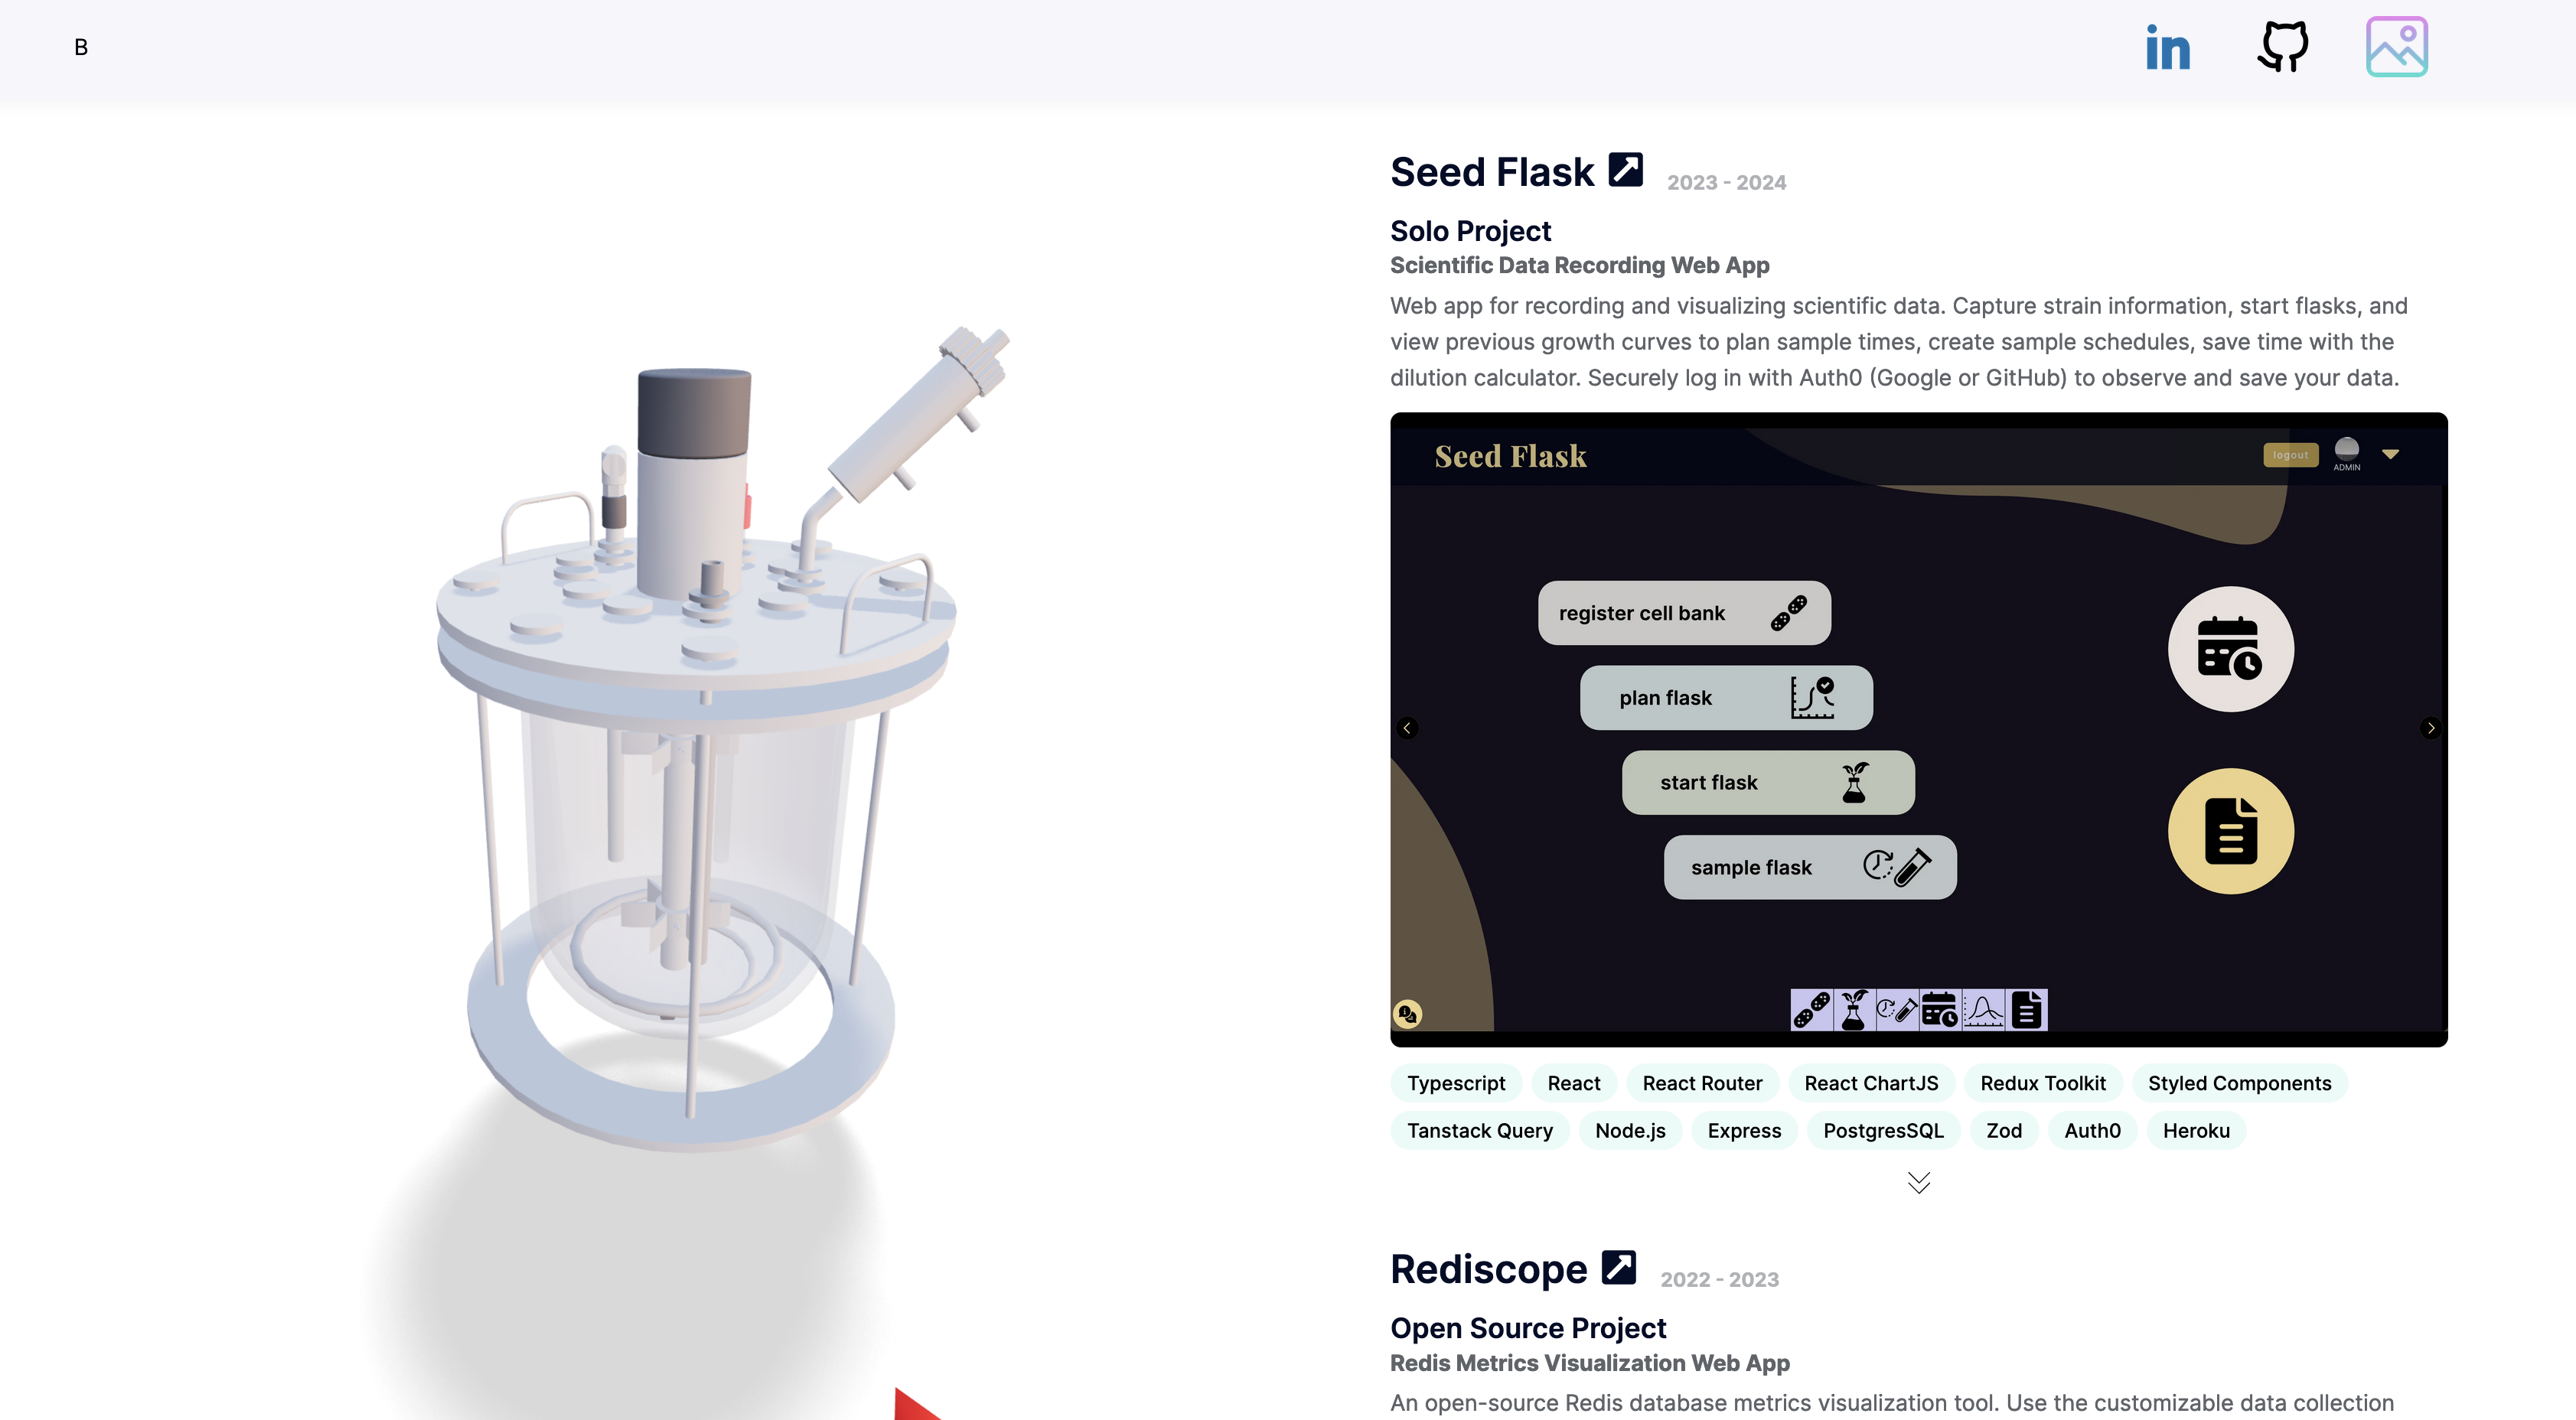 B
in
Seed Flask 2023 - 2024
Solo Project
Scientific Data Recording Web App
Web app for recording and visualizing scientific data. Capture strain information, start flasks, and
view previous growth curves to plan sample times, create sample schedules, save time with the
dilution calculator. Securely log in with Auth0 (Google or GitHub) to observe and save your data.
Seed Flask logout
ADMIN
register cell bank
plan flask
start flask
sample flask
Typescript React React Router React ChartJS Redux Toolkit Styled Components
Tanstack Query Node.js Express PostgresSQL Zod Auth0 Heroku
Rediscope 2022 - 2023
Open Source Project
Redis Metrics Visualization Web App
An open-source Redis database metrics visualization tool. Use the customizable data collection